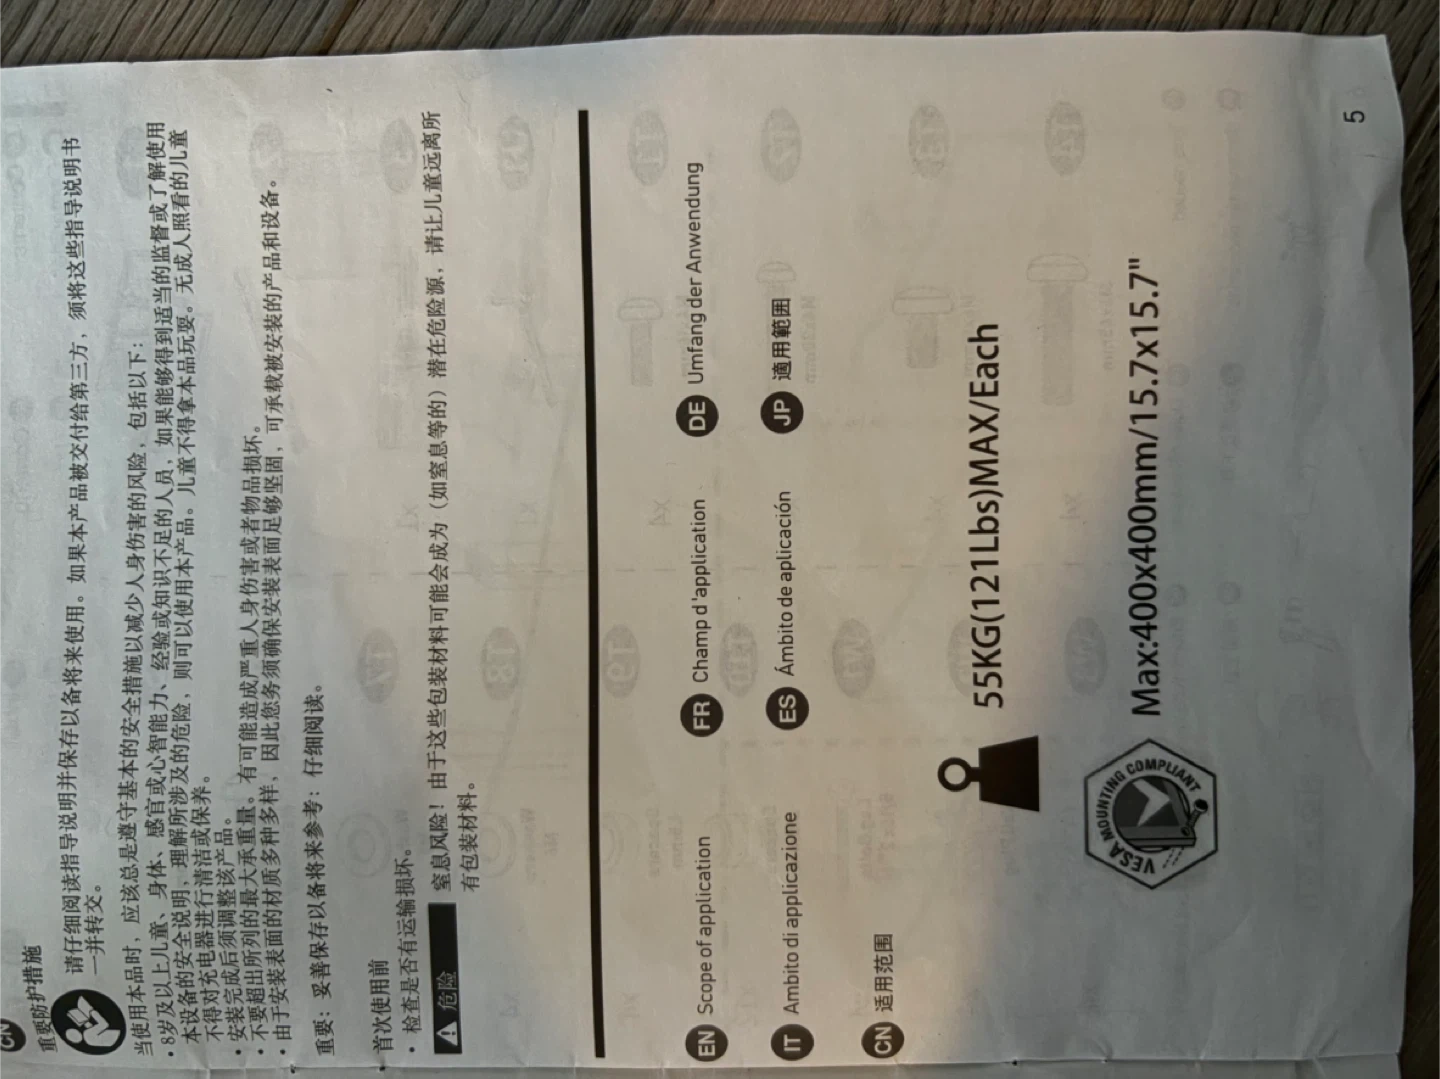 CN
重要防护措施
请仔细阅读指导说明并保存以备将来使用。如果本产品被交付给第三方，须将这些指导说明书
一并转交。
当使用本品时，应该总是遵守基本的安全措施以减少人身伤害的风险，包括以下：
• 8岁及以上儿童、身体、感官或心智能力、经验或知识不足的人员，如果能够得到适当的监督或了解使用
本设备的安全说明，理解所涉及的危险，则可以使用本产品。儿童不得拿本品玩耍。无成人照看的儿童
不得对充电器进行清洁或保养。
• 安装完成后须调整该产品。
• 不要超出所列的最大承重量。有可能造成严重人身伤害或者物品损坏。
• 由于安装表面的材质多种多样，因此您务须确保安装表面足够坚固，可承载被安装的产品和设备。
重要：妥善保存以备将来参考：仔细阅读。
首次使用前
• 检查是否有运输损坏。
危险 窒息风险！由于这些包装材料可能会成为（如窒息等的）潜在危险源，请让儿童远离所
有包装材料。
EN Scope of application FR Champ d'application DE Umfang der Anwendung
IT Ambito di applicazione ES Ámbito de aplicación JP 適用範囲
CN 适用范围
55KG(121Lbs)MAX/Each
VESA MOUNTING COMPLIANT
Max:400x400mm/15.7x15.7"
5